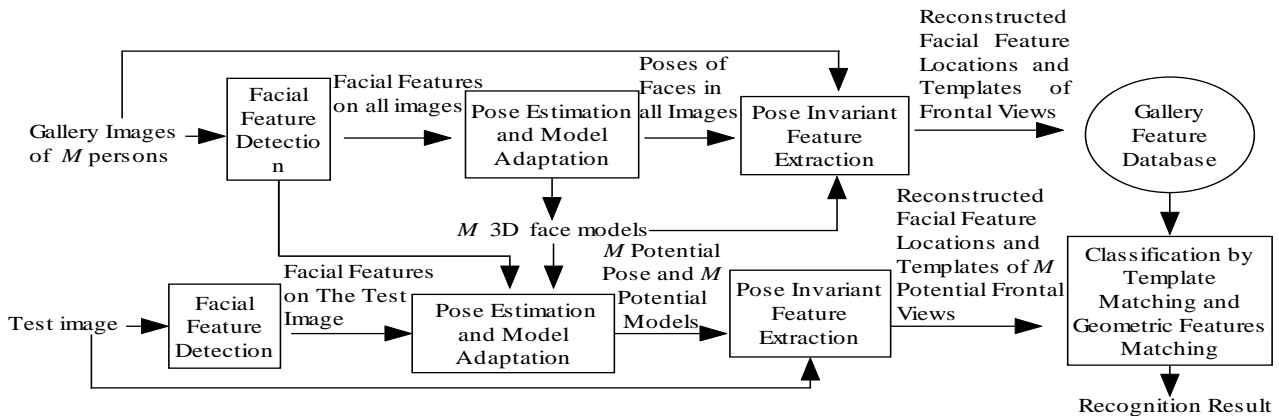 Gallery Images
of M persons
Facial
Feature
Detectio
n
Facial Features
on all images
Pose Estimation
and Model
Adaptation
Poses of
Faces in
all Images
Pose Invariant
Feature
Extraction
Reconstructed
Facial Feature
Locations and
Templates of
Frontal Views
Gallery
Feature
Database
M 3D face models
Test image
Facial
Feature
Detection
Facial Features
on The Test
Image
Pose Estimation
and Model
Adaptation
M Potential
Pose and M
Potential
Models
Pose Invariant
Feature
Extraction
Reconstructed
Facial Feature
Locations and
Templates of M
Potential Frontal
Views
Classification by
Template
Matching and
Geometric Features
Matching
Recognition Result